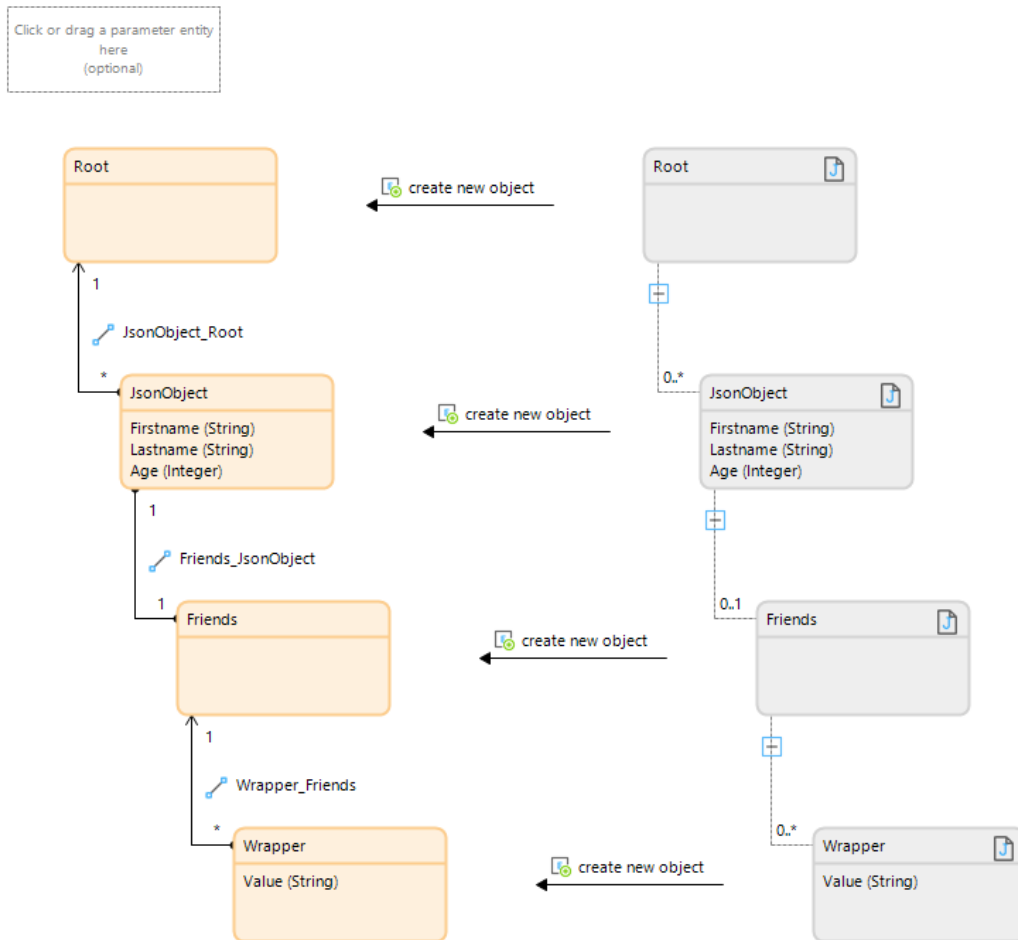 Click or drag a parameter entity
here
(optional)
Root
create new object
Root
1
JsonObject_Root
*
0..*
JsonObject
Firstname (String)
Lastname (String)
Age (Integer)
create new object
JsonObject
Firstname (String)
Lastname (String)
Age (Integer)
1
Friends_JsonObject
1
0..1
Friends
create new object
Friends
1
Wrapper_Friends
*
0..*
Wrapper
Value (String)
create new object
Wrapper
Value (String)